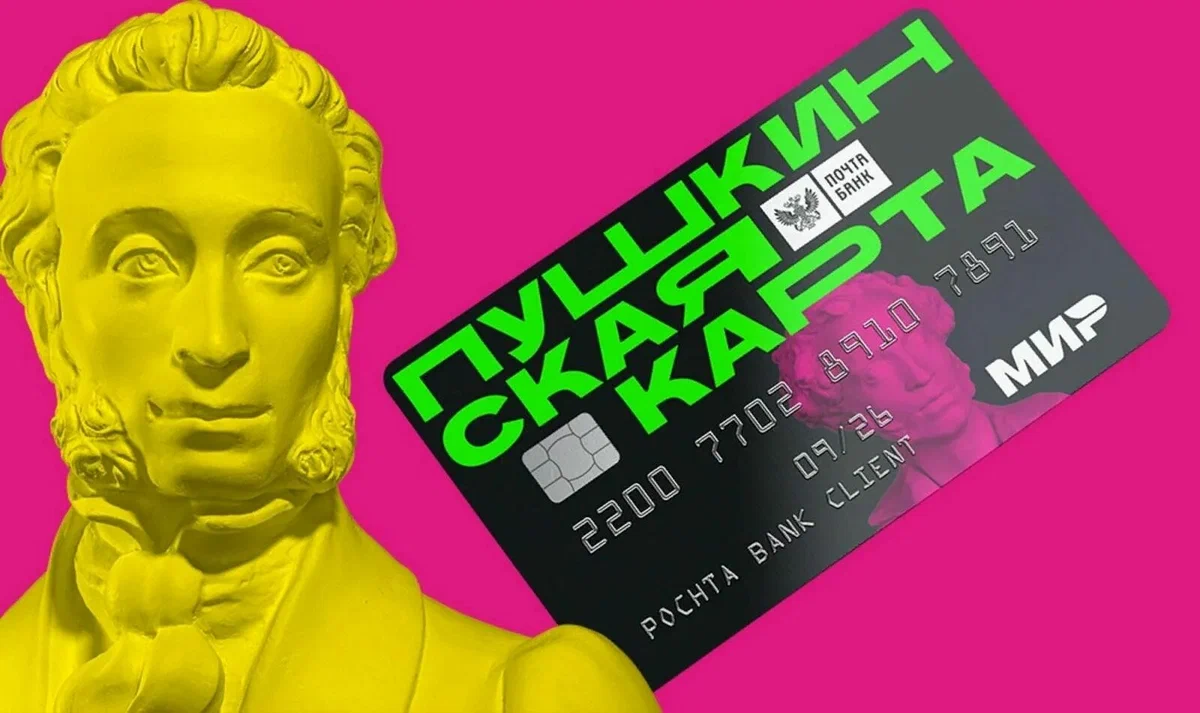 ПУШКИН
СКАЯ
КАРТА
ПОЧТА
БАНК
2200 7702 8910 7891
09/26
POCHTA BANK CLIENT
МИР